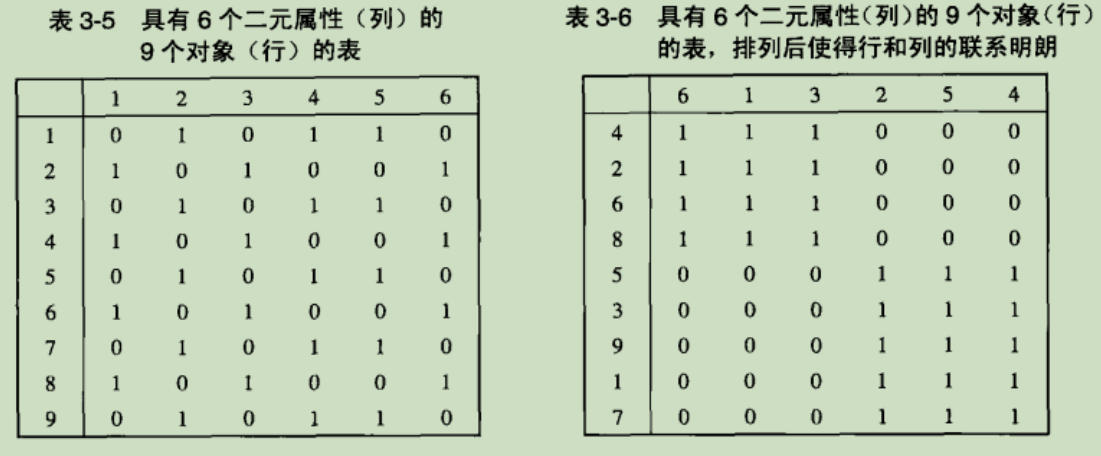 表 3-5 具有 6 个二元属性（列）的
9 个对象（行）的表
1 2 3 4 5 6
1 0 1 0 1 1 0
2 1 0 1 0 0 1
3 0 1 0 1 1 0
4 1 0 1 0 0 1
5 0 1 0 1 1 0
6 1 0 1 0 0 1
7 0 1 0 1 1 0
8 1 0 1 0 0 1
9 0 1 0 1 1 0
表 3-6 具有 6 个二元属性（列）的 9 个对象（行）
的表，排列后使得行和列的联系明朗
6 1 3 2 5 4
4 1 1 1 0 0 0
2 1 1 1 0 0 0
6 1 1 1 0 0 0
8 1 1 1 0 0 0
5 0 0 0 1 1 1
3 0 0 0 1 1 1
9 0 0 0 1 1 1
1 0 0 0 1 1 1
7 0 0 0 1 1 1